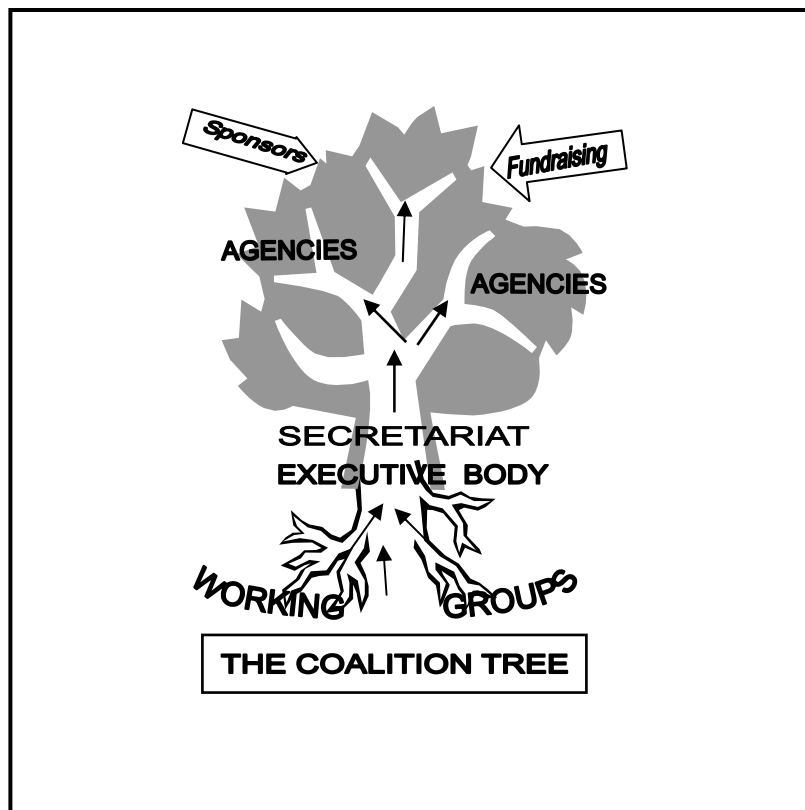 Sponsors
Fundraising
AGENCIES
AGENCIES
SECRETARIAT
EXECUTIVE BODY
WORKING GROUPS
THE COALITION TREE